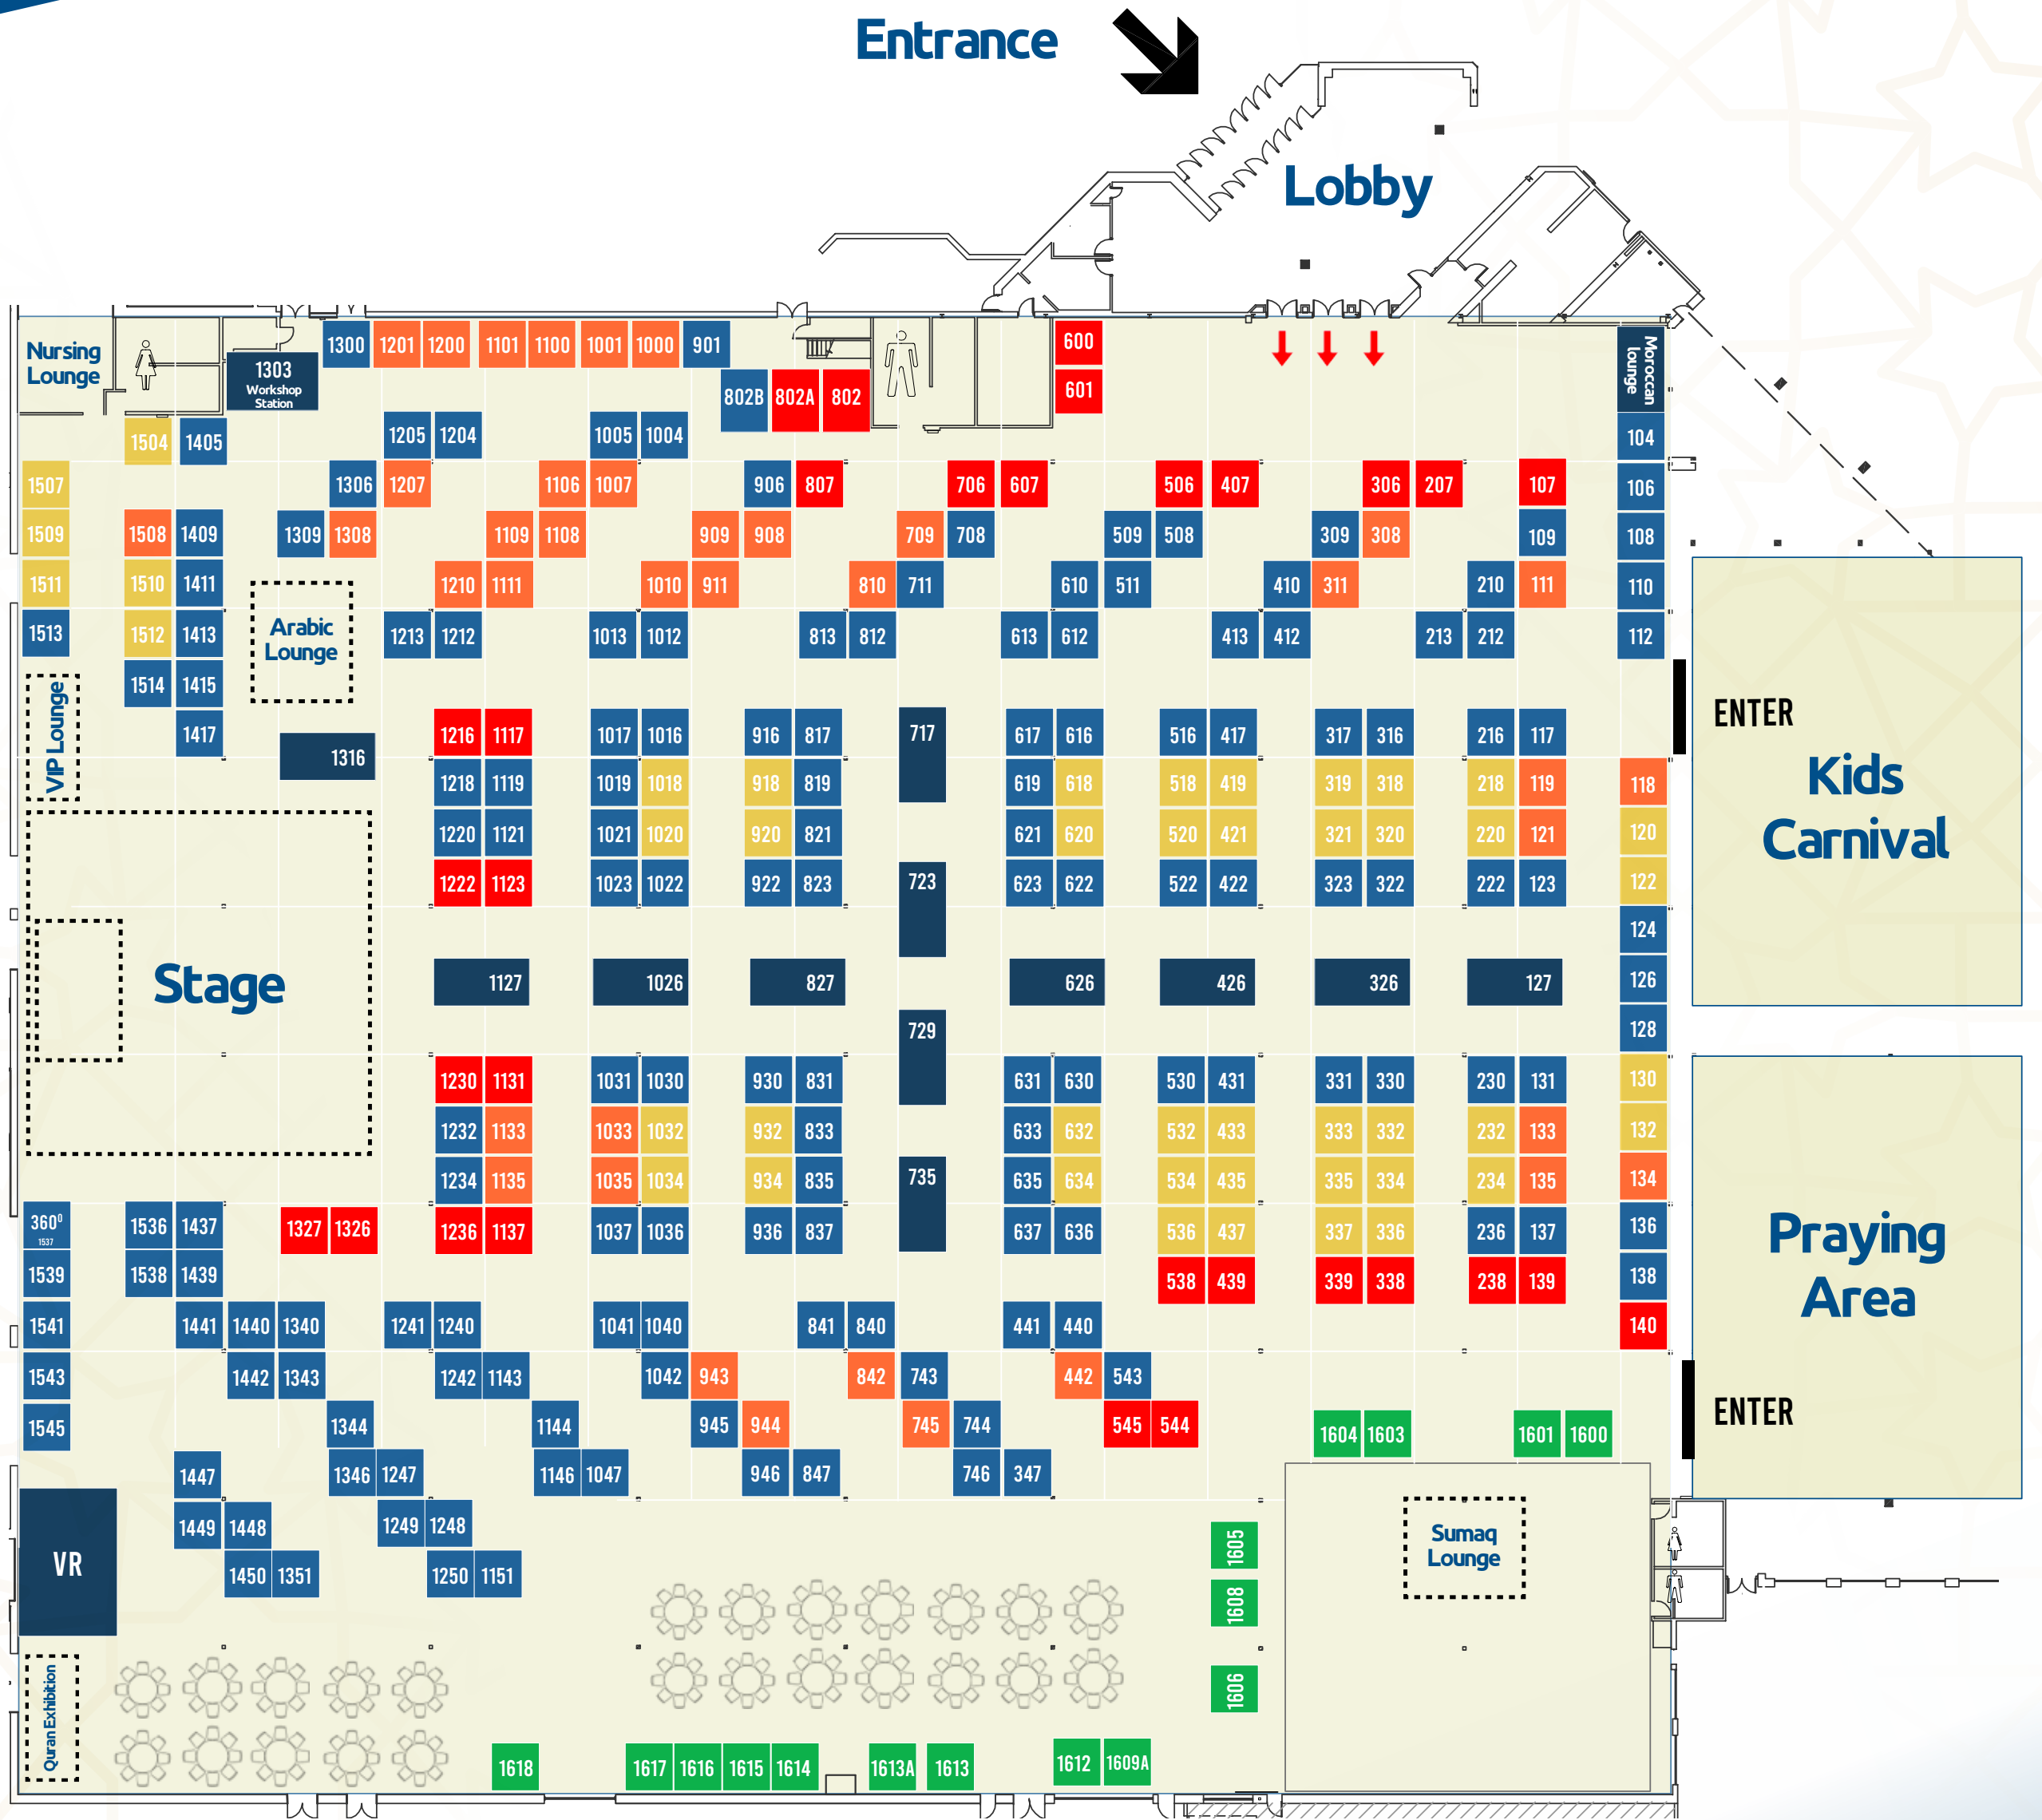 Entrance
Lobby
Nursing
Lounge
1303
Workshop
Station
1300 1201 1200 1101 1100 1001 1000 901
600
802B 802A 802
601
Moroccan
lounge
1504 1405 1205 1204 1005 1004 104
1507 1306 1207 1106 1007 906 807 706 607 506 407 306 207 107 106
1509 1508 1409 1309 1308 1109 1108 909 908 709 708 509 508 309 308 109 108
1511 1510 1411 1210 1111 1010 911 810 711 610 511 410 311 210 111 110
1513 1512 1413 1213 1212 1013 1012 813 812 613 612 413 412 213 212 112
Arabic
Lounge
1514 1415
VIP Lounge
1417 1216 1117 1017 1016 916 817 717 617 616 516 417 317 316 216 117
ENTER
Kids
Carnival
1316
1218 1119 1019 1018 918 819 619 618 518 419 319 318 218 119 118
1220 1121 1021 1020 920 821 621 620 520 421 321 320 220 121 120
1222 1123 1023 1022 922 823 723 623 622 522 422 323 322 222 123 122
124
Stage
1127 1026 827 626 426 326 127 126
729 128
1230 1131 1031 1030 930 831 631 630 530 431 331 330 230 131 130
1232 1133 1033 1032 932 833 633 632 532 433 333 332 232 133 132
1234 1135 1035 1034 934 835 735 635 634 534 435 335 334 234 135 134
Praying
Area
360⁰
1537
1536 1437 1327 1326 1236 1137 1037 1036 936 837 637 636 536 437 337 336 236 137 136
1539 1538 1439 538 439 339 338 238 139 138
1541 1441 1440 1340 1241 1240 1041 1040 841 840 441 440 140
1543 1442 1343 1242 1143 1042 943 842 743 442 543
1545 1344 1144 945 944 745 744 545 544 1604 1603 1601 1600
ENTER
1447 1346 1247 1146 1047 946 847 746 347
1449 1448 1249 1248 1605
Sumaq
Lounge
VR
1450 1351 1250 1151 1608
1606
Quran Exhibition
1618 1617 1616 1615 1614 1613A 1613 1612 1609A